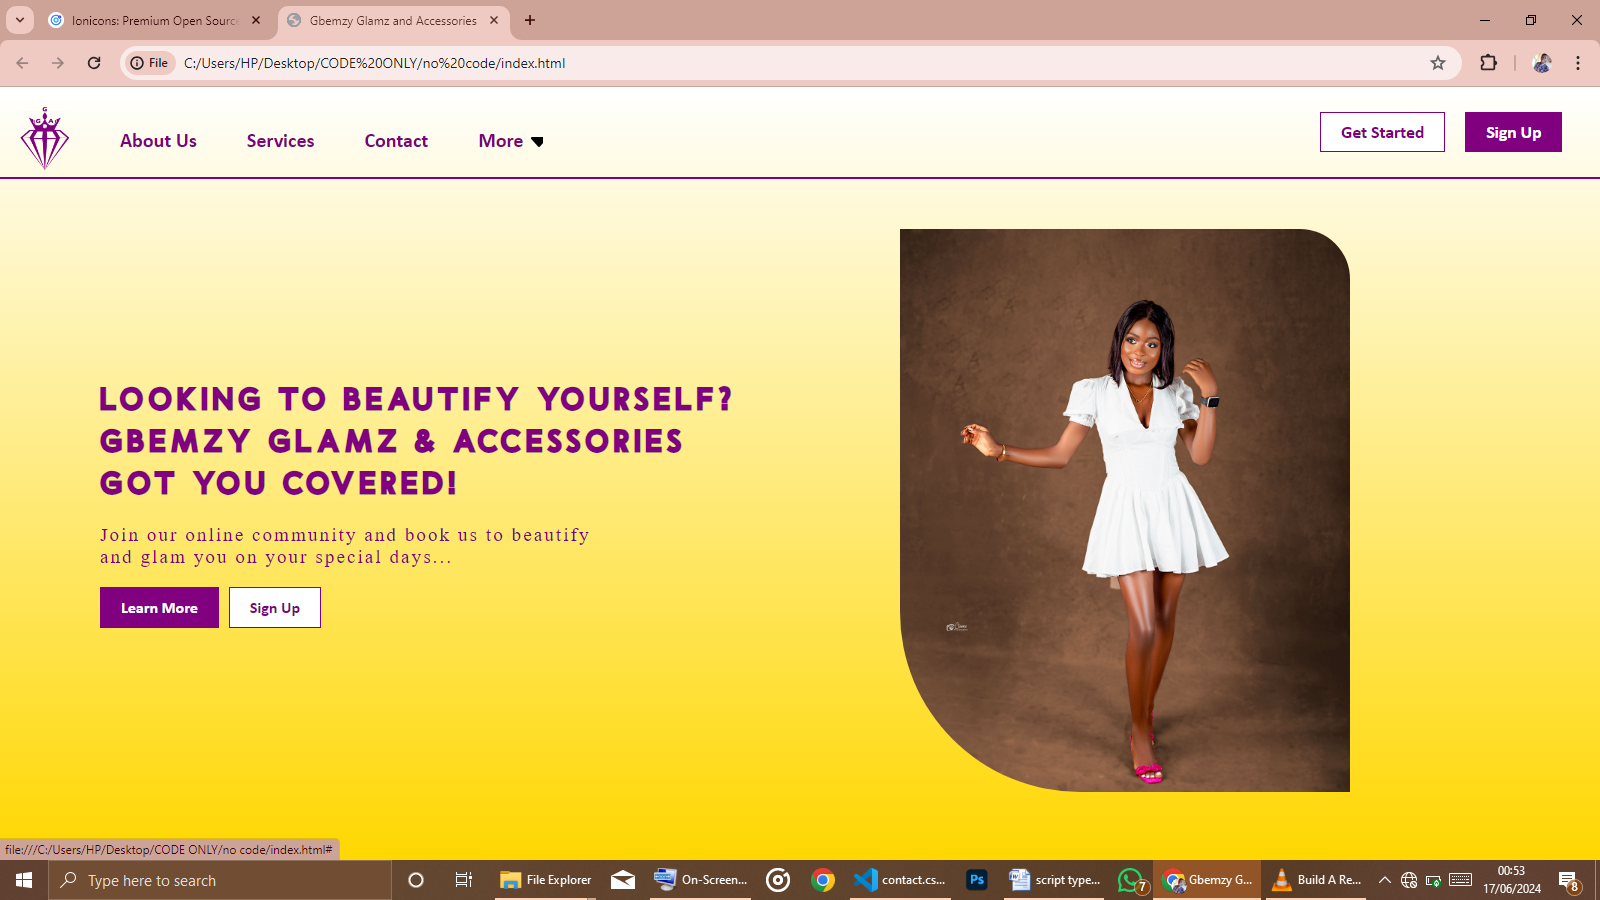 Ionicons: Premium Open Source
Gbemzy Glamz and Accessories
File
C:/Users/HP/Desktop/CODE%20ONLY/no%20code/index.html
G
G A
About Us
Services
Contact
More
Get Started
Sign Up
LOOKING TO BEAUTIFY YOURSELF?
GBEMZY GLAMZ & ACCESSORIES
GOT YOU COVERED!
Join our online community and book us to beautify
and glam you on your special days...
Learn More
Sign Up
file:///C:/Users/HP/Desktop/CODE ONLY/no code/index.html#
Type here to search
File Explorer
On-Screen...
contact.cs...
Ps
script type...
7
Gbemzy G...
Build A Re...
00:53
17/06/2024
8